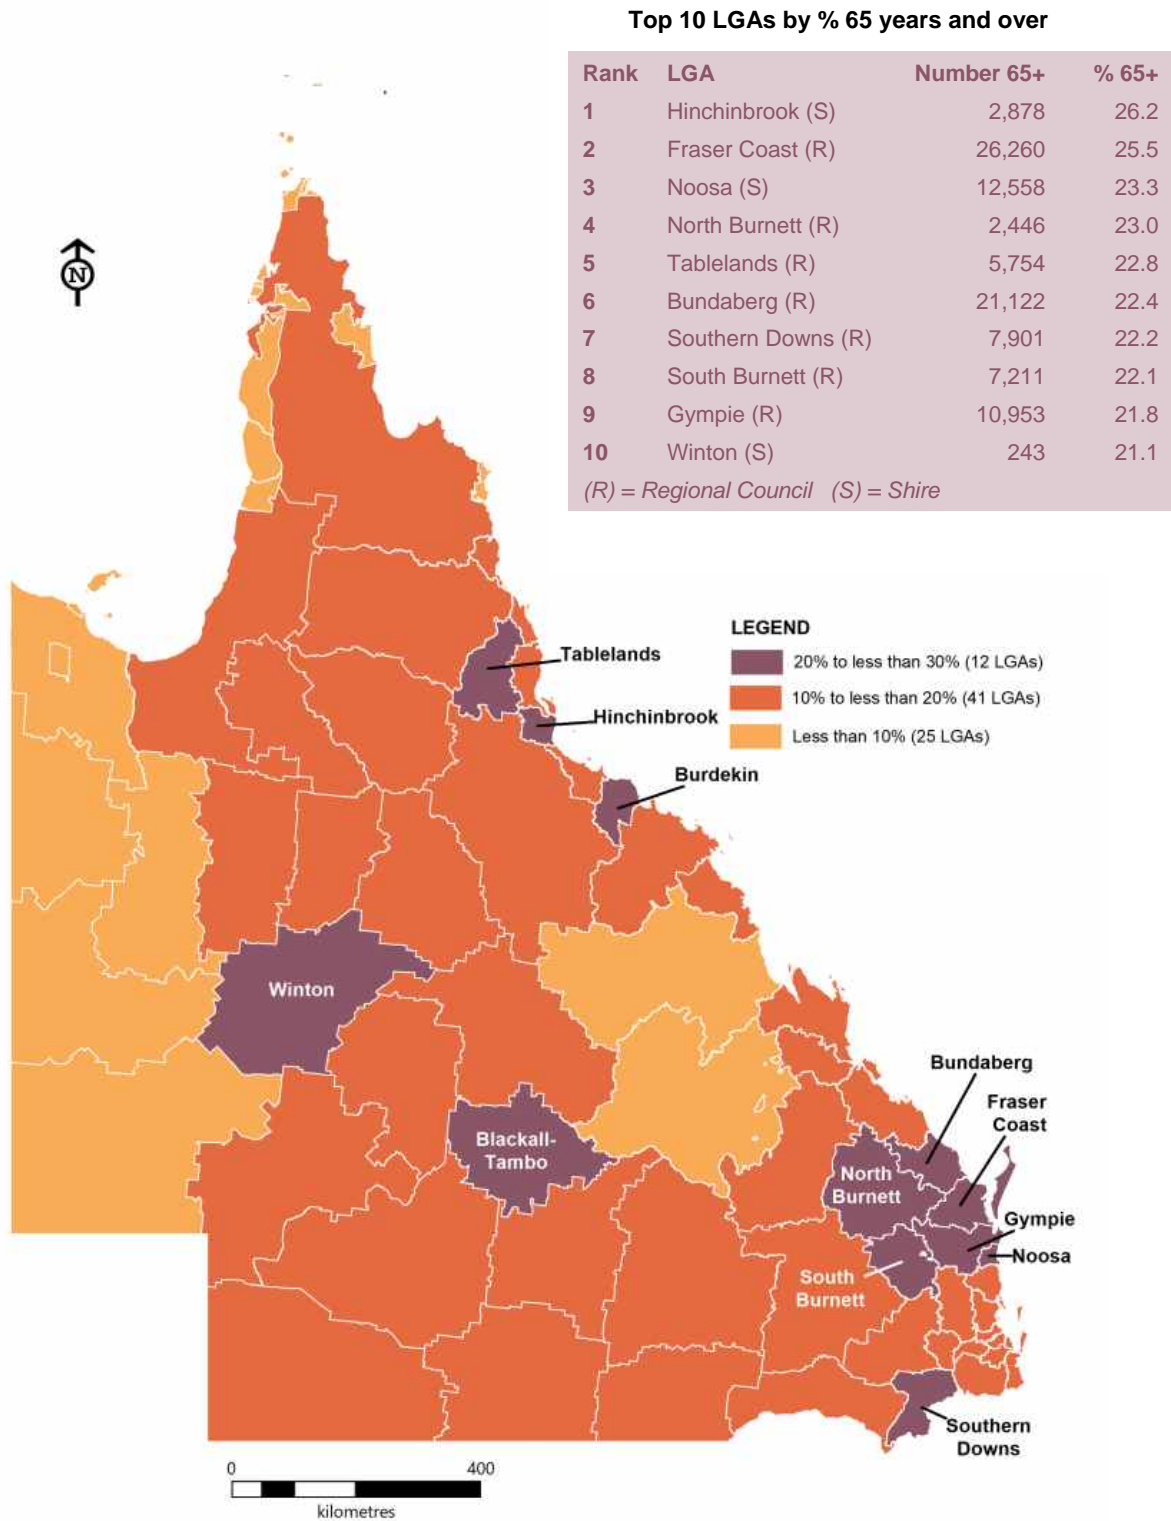 Top 10 LGAs by % 65 years and over
Rank LGA Number 65+ % 65+
1 Hinchinbrook (S) 2,878 26.2
2 Fraser Coast (R) 26,260 25.5
3 Noosa (S) 12,558 23.3
4 North Burnett (R) 2,446 23.0
5 Tablelands (R) 5,754 22.8
6 Bundaberg (R) 21,122 22.4
7 Southern Downs (R) 7,901 22.2
8 South Burnett (R) 7,211 22.1
9 Gympie (R) 10,953 21.8
10 Winton (S) 243 21.1
(R) = Regional Council (S) = Shire
N
LEGEND
20% to less than 30% (12 LGAs)
10% to less than 20% (41 LGAs)
Less than 10% (25 LGAs)
Tablelands
Hinchinbrook
Burdekin
Winton
Blackall-
Tambo
Bundaberg
Fraser
Coast
North
Burnett
Gympie
Noosa
South
Burnett
Southern
Downs
0 400
kilometres